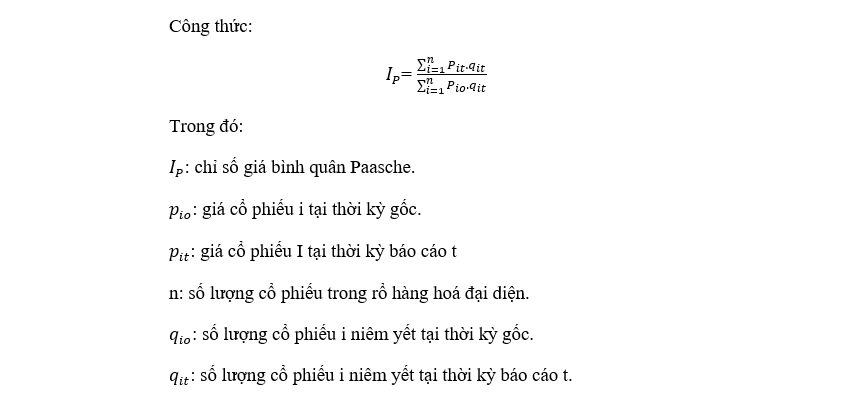 Công thức:
I_P = \frac{\sum_{i=1}^{n} P_{it}.q_{it}}{\sum_{i=1}^{n} P_{io}.q_{it}}
Trong đó:
I_P: chỉ số giá bình quân Paasche.
p_{io}: giá cổ phiếu i tại thời kỳ gốc.
p_{it}: giá cổ phiếu I tại thời kỳ báo cáo t
n: số lượng cổ phiếu trong rổ hàng hoá đại diện.
q_{io}: số lượng cổ phiếu i niêm yết tại thời kỳ gốc.
q_{it}: số lượng cổ phiếu i niêm yết tại thời kỳ báo cáo t.